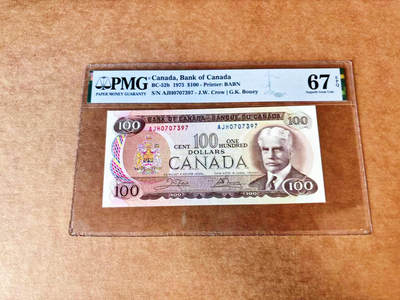 PMG
PAPER MONEY GUARANTY
Canada, Bank of Canada
BC-52b 1975 $100 - Printer: BABN
S/N AJH0707397 - J.W. Crow | G.K. Bouey
67 EPQ
Superb Gem Unc
BANK OF CANADA - BANQUE DU CANADA
100 100
AJH0707397 AJH0707397
CENT 100 ONE HUNDRED
DOLLARS
CANADA
100 100